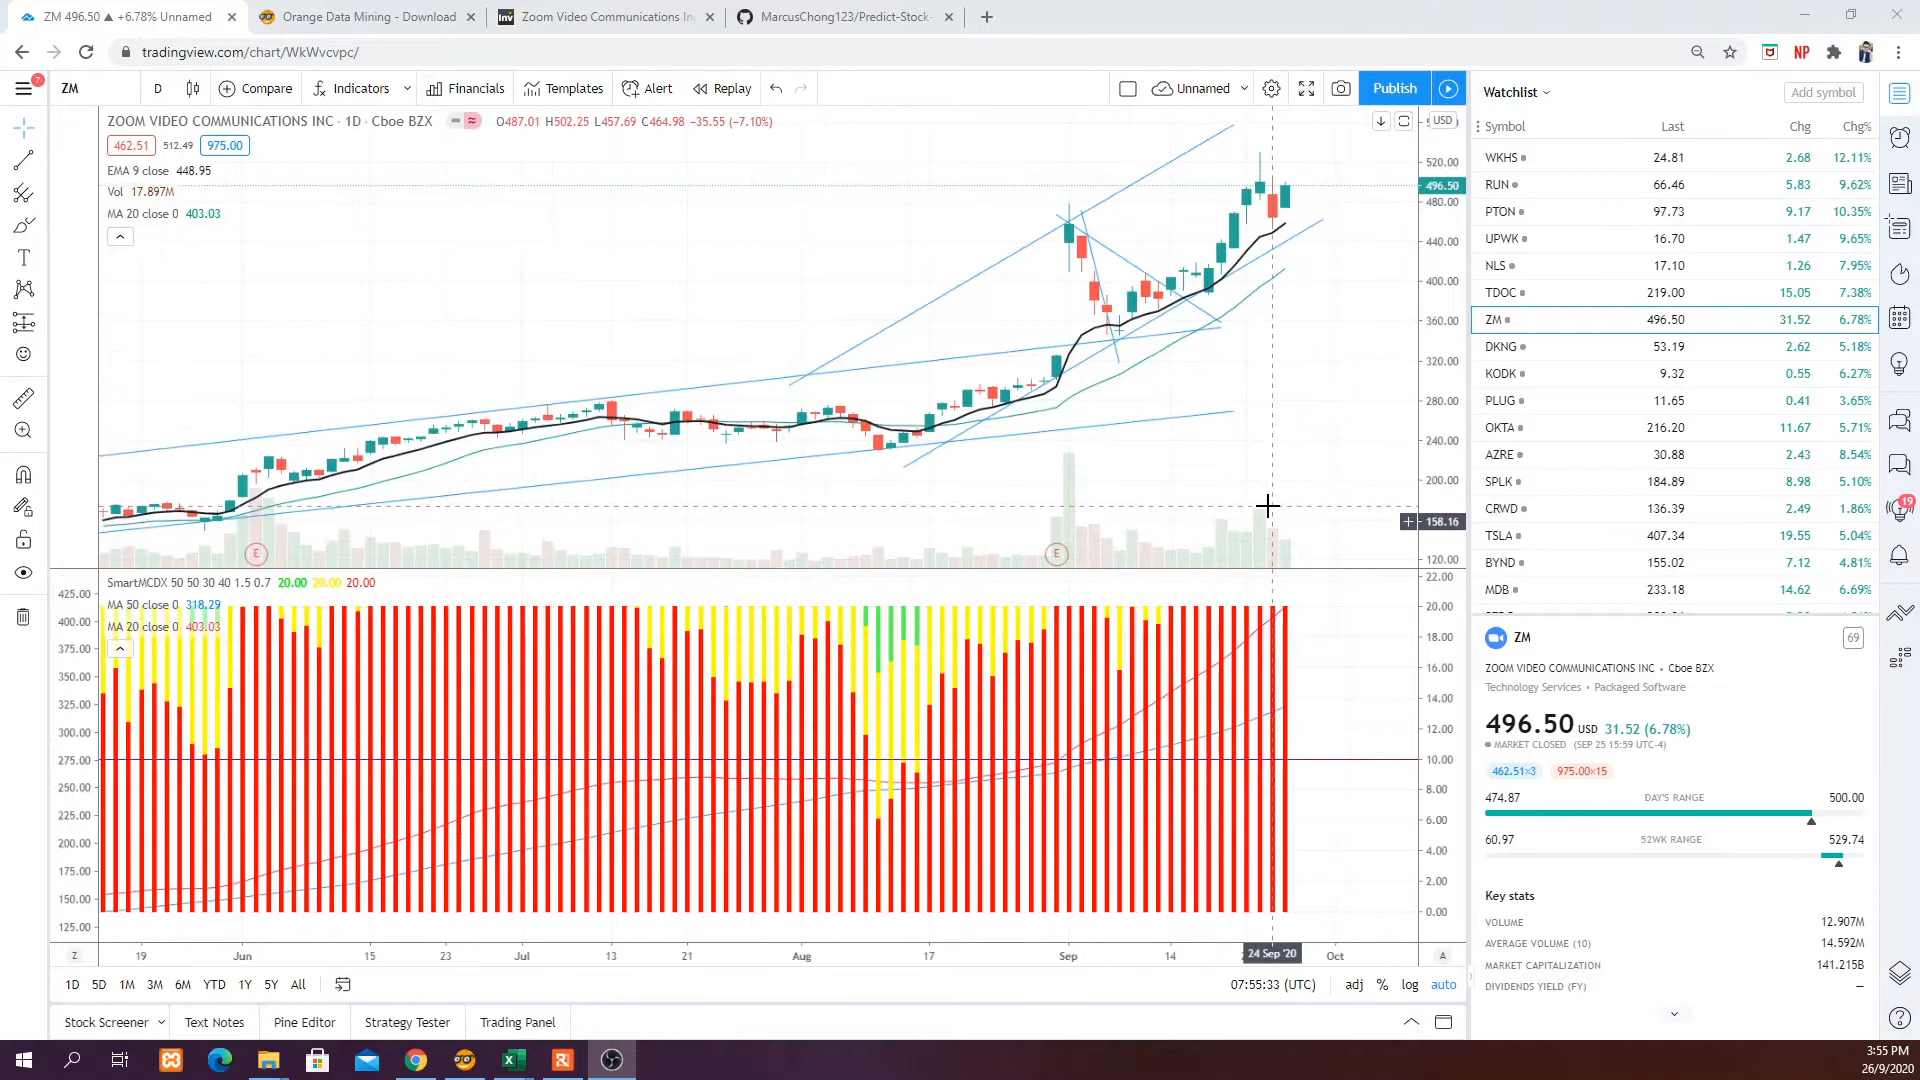 ZM 496.50 ▲ +6.78% Unnamed
Orange Data Mining - Download
Zoom Video Communications In
MarcusChong123/Predict-Stock-
tradingview.com/chart/WkWvcvpc/
NP
7
ZM
D
Compare
Indicators
Financials
Templates
Alert
Replay
Unnamed
Publish
ZOOM VIDEO COMMUNICATIONS INC · 1D · Cboe BZX
O487.01 H502.25 L457.69 C464.98 −35.55 (−7.10%)
USD
462.51 512.49 975.00
EMA 9 close 448.95
Vol 17.897M
MA 20 close 0 403.03
520.00
496.50
480.00
440.00
400.00
360.00
320.00
280.00
240.00
200.00
158.16
120.00
E
E
SmartMCDX 50 50 30 40 1.5 0.7 20.00 20.00 20.00
MA 50 close 0 318.29
MA 20 close 0 403.03
425.00
400.00
375.00
350.00
325.00
300.00
275.00
250.00
225.00
200.00
175.00
150.00
125.00
22.00
20.00
18.00
16.00
14.00
12.00
10.00
8.00
6.00
4.00
2.00
0.00
Z
19
Jun
15
23
Jul
13
21
Aug
17
Sep
14
24 Sep '20
Oct
A
1D 5D 1M 3M 6M YTD 1Y 5Y All
07:55:33 (UTC)
adj % log auto
Stock Screener
Text Notes
Pine Editor
Strategy Tester
Trading Panel
Watchlist
Add symbol
Symbol Last Chg Chg%
WKHS 24.81 2.68 12.11%
RUN 66.46 5.83 9.62%
PTON 97.73 9.17 10.35%
UPWK 16.70 1.47 9.65%
NLS 17.10 1.26 7.95%
TDOC 219.00 15.05 7.38%
ZM 496.50 31.52 6.78%
DKNG 53.19 2.62 5.18%
KODK 9.32 0.55 6.27%
PLUG 11.65 0.41 3.65%
OKTA 216.20 11.67 5.71%
AZRE 30.88 2.43 8.54%
SPLK 184.89 8.98 5.10%
CRWD 136.39 2.49 1.86%
TSLA 407.34 19.55 5.04%
BYND 155.02 7.12 4.81%
MDB 233.18 14.62 6.69%
19
ZM
69
ZOOM VIDEO COMMUNICATIONS INC • Cboe BZX
Technology Services • Packaged Software
496.50 USD 31.52 (6.78%)
MARKET CLOSED (SEP 25 15:59 UTC-4)
462.51×3 975.00×15
474.87 DAY'S RANGE 500.00
60.97 52WK RANGE 529.74
Key stats
VOLUME 12.907M
AVERAGE VOLUME (10) 14.592M
MARKET CAPITALIZATION 141.215B
DIVIDENDS YIELD (FY) —
3:55 PM
26/9/2020